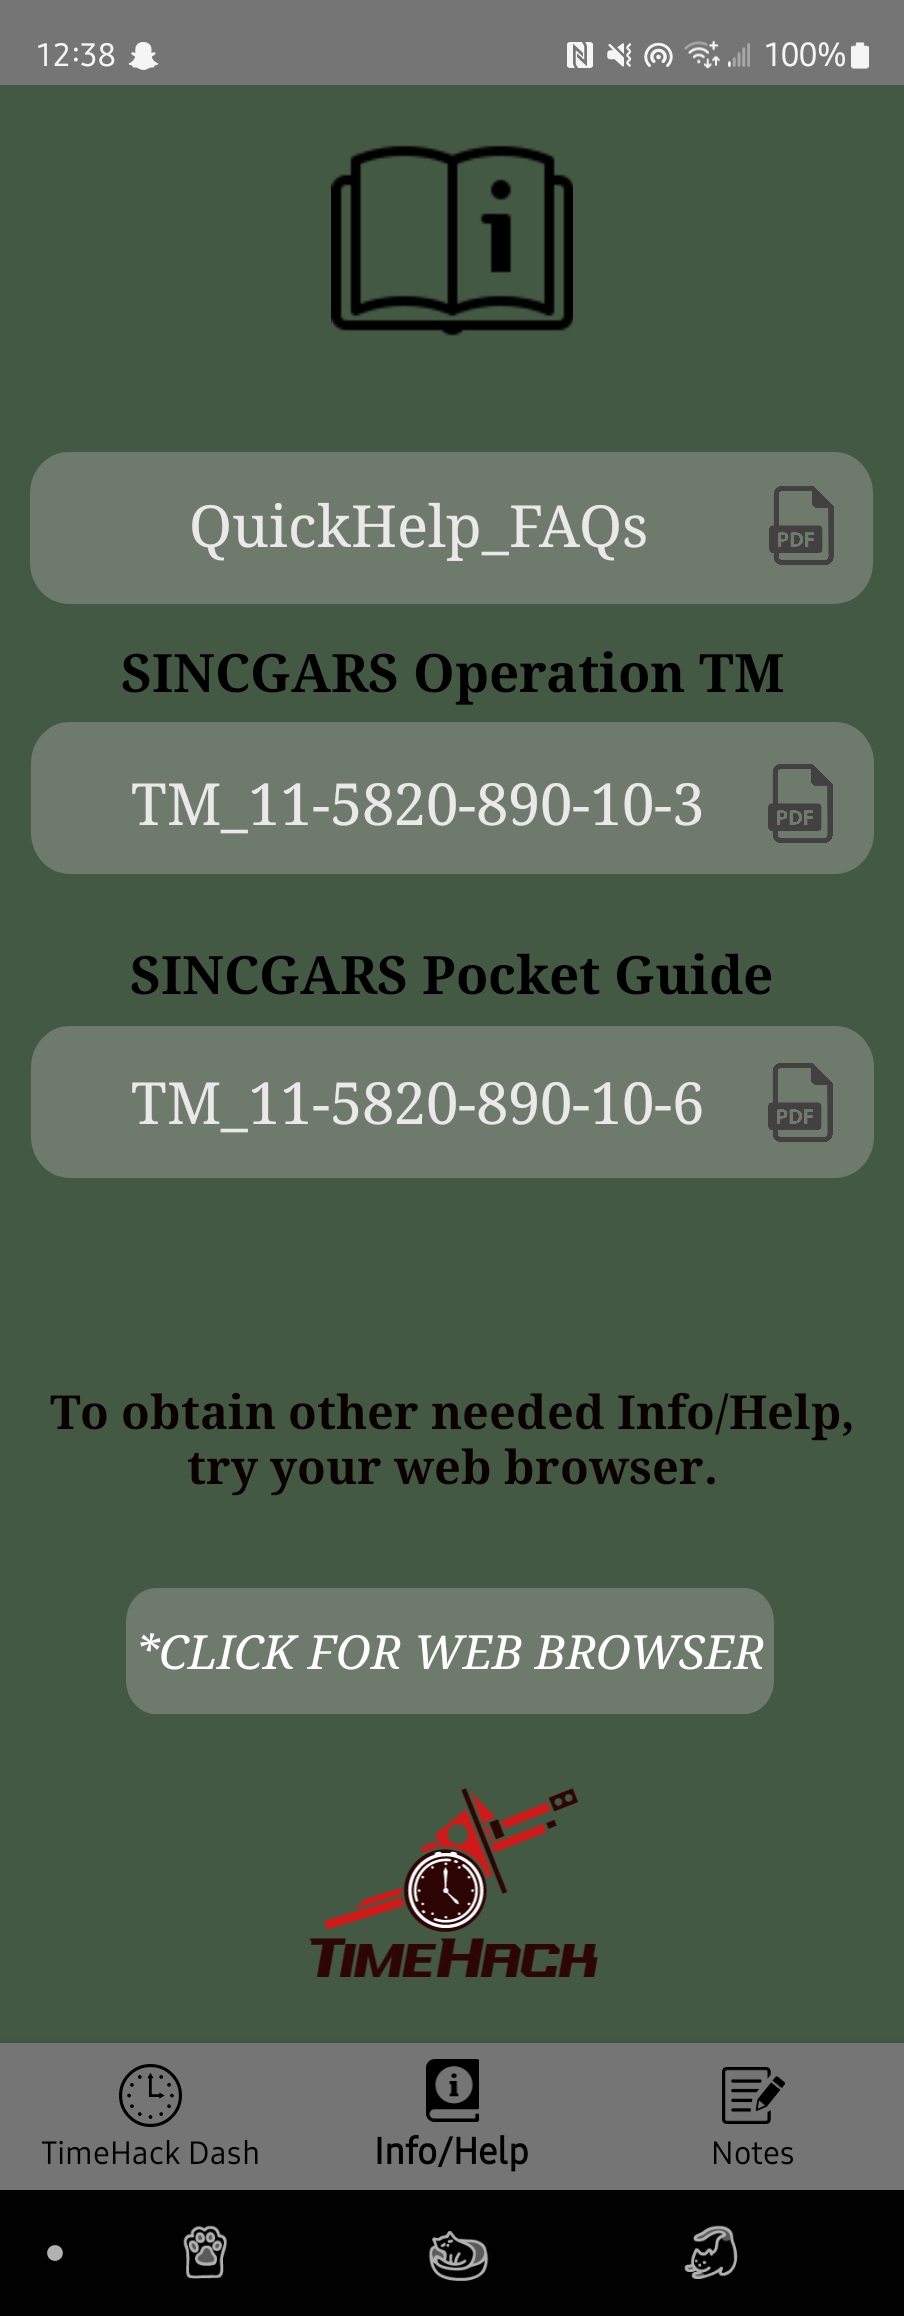 12:38 100%
QuickHelp_FAQs
PDF
SINCGARS Operation TM
TM_11-5820-890-10-3
PDF
SINCGARS Pocket Guide
TM_11-5820-890-10-6
PDF
To obtain other needed Info/Help,
try your web browser.
*CLICK FOR WEB BROWSER
TIMEHACK
TimeHack Dash
Info/Help
Notes